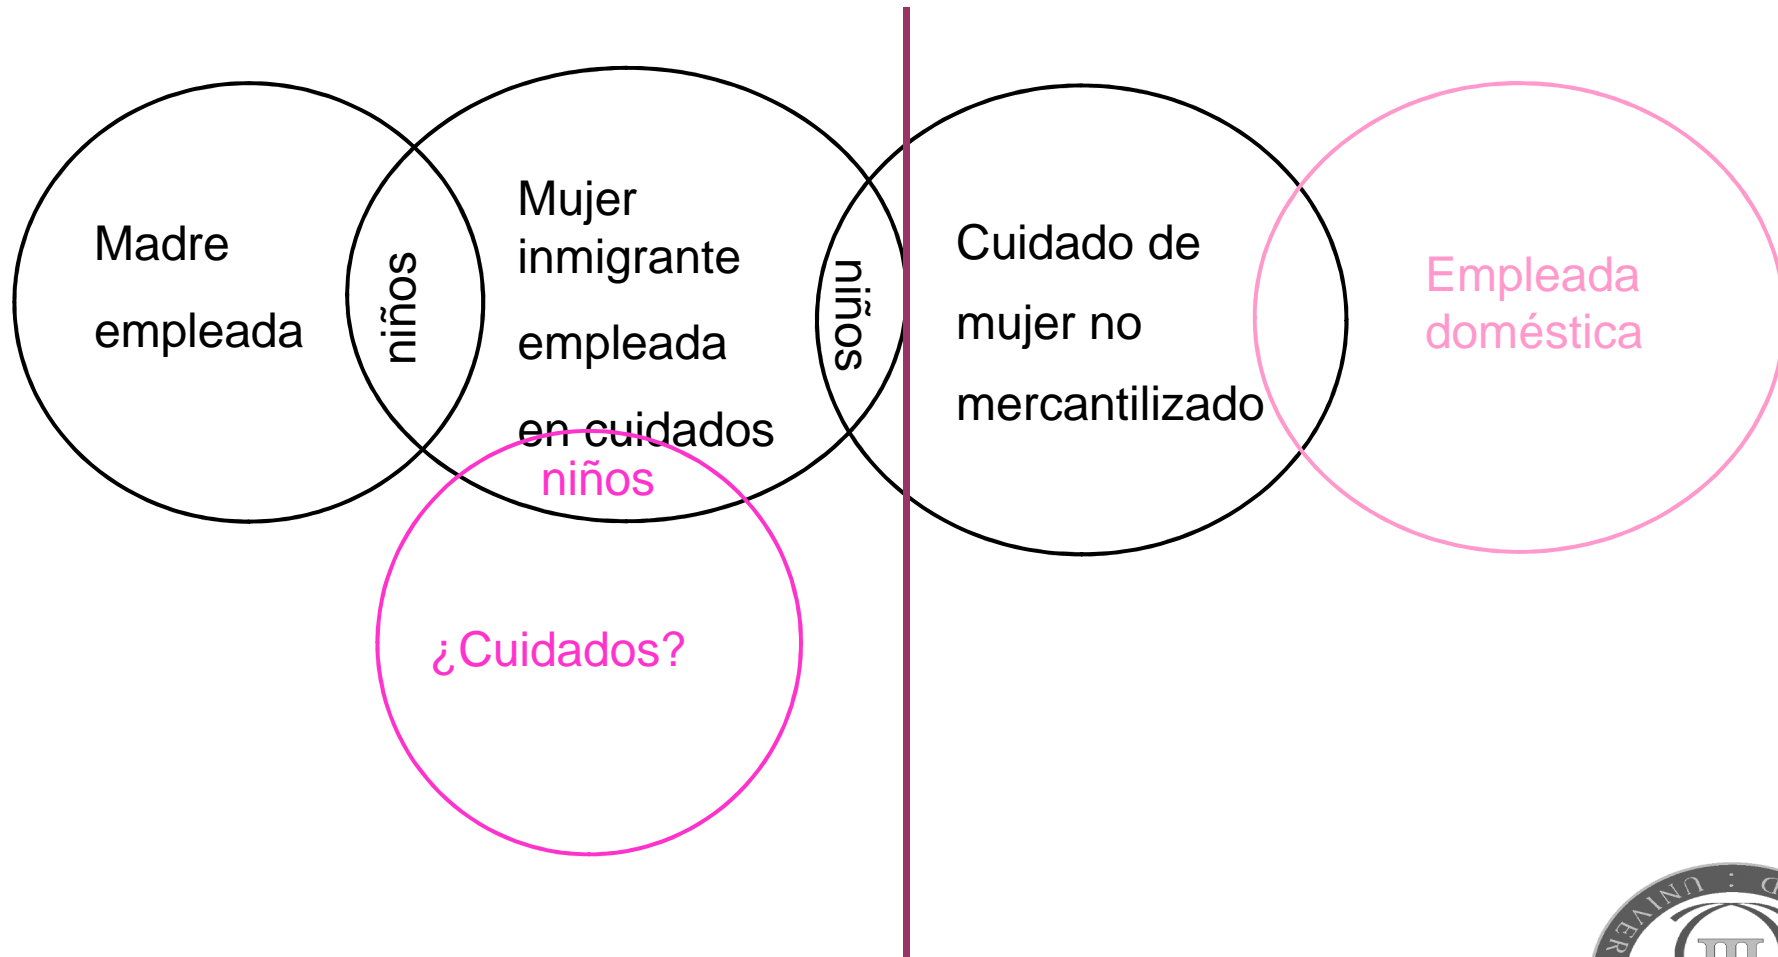 Madre
empleada
niños
Mujer
inmigrante
empleada
en cuidados
niños
niños
Cuidado de
mujer no
mercantilizado
Empleada
doméstica
¿Cuidados?